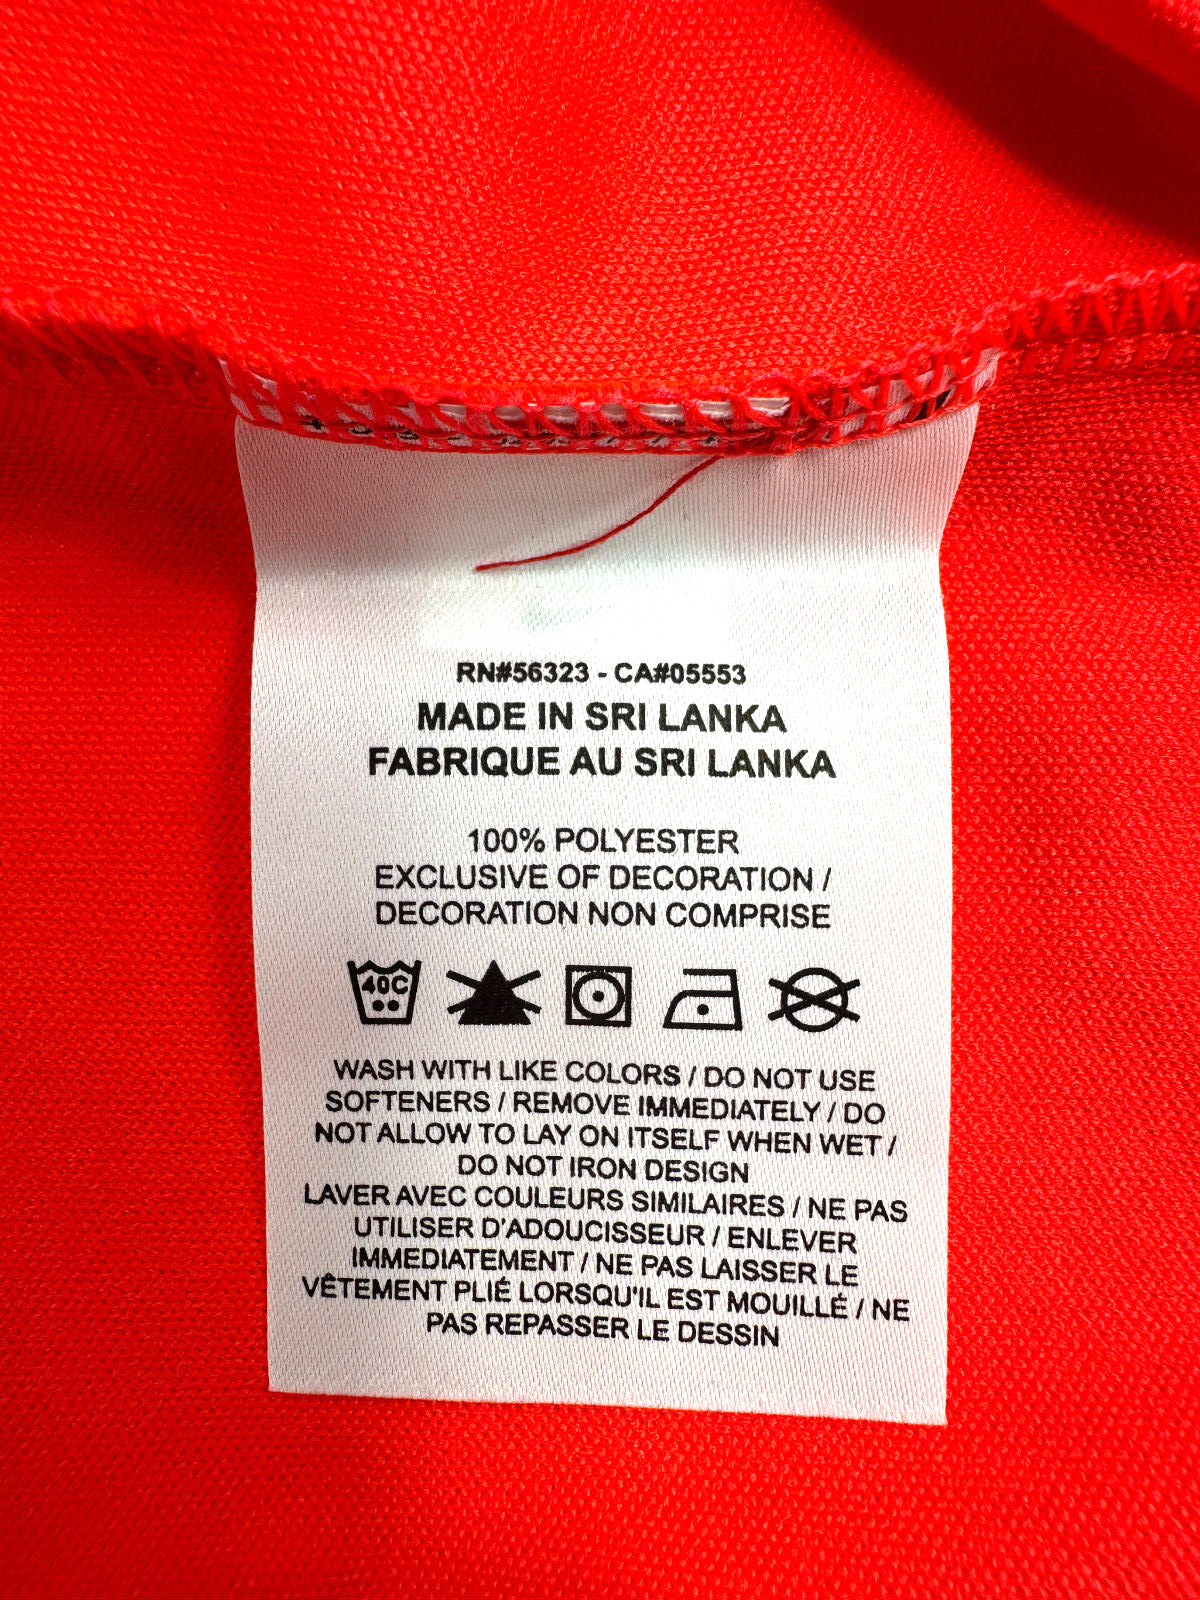 RN#56323 - CA#05553
MADE IN SRI LANKA
FABRIQUE AU SRI LANKA
100% POLYESTER
EXCLUSIVE OF DECORATION /
DECORATION NON COMPRISE
40C
WASH WITH LIKE COLORS / DO NOT USE
SOFTENERS / REMOVE IMMEDIATELY / DO
NOT ALLOW TO LAY ON ITSELF WHEN WET /
DO NOT IRON DESIGN
LAVER AVEC COULEURS SIMILAIRES / NE PAS
UTILISER D'ADOUCISSEUR / ENLEVER
IMMEDIATEMENT / NE PAS LAISSER LE
VÊTEMENT PLIÉ LORSQU'IL EST MOUILLÉ / NE
PAS REPASSER LE DESSIN